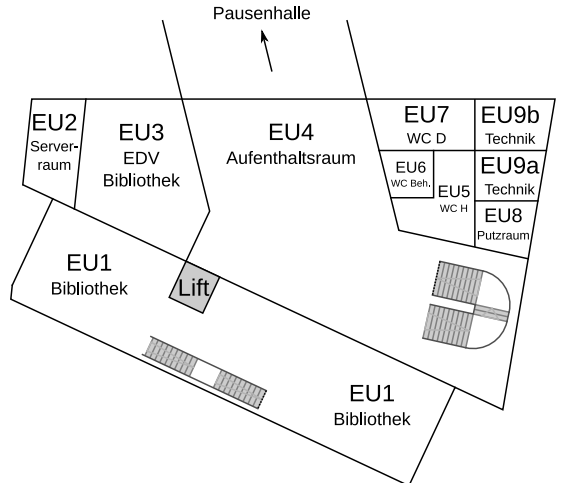 Pausenhalle
EU2
Server-
raum
EU3
EDV
Bibliothek
EU4
Aufenthaltsraum
EU7
WC D
EU9b
Technik
EU6
WC Beh.
EU5
WC H
EU9a
Technik
EU8
Putzraum
EU1
Bibliothek
Lift
EU1
Bibliothek